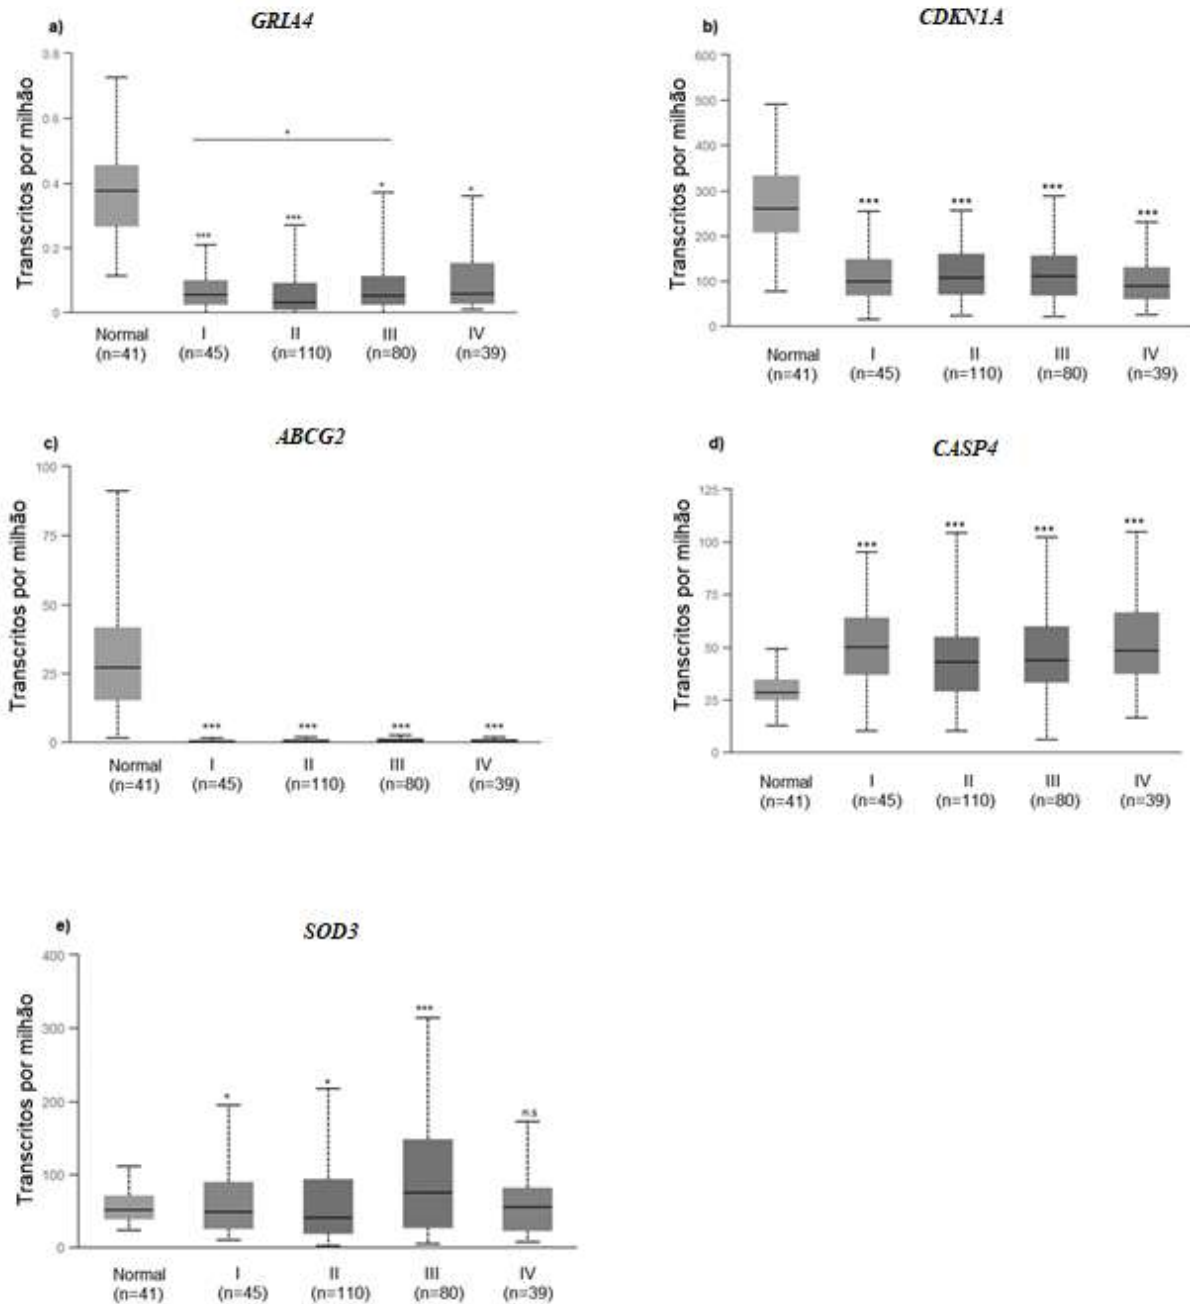 a) GRIA4
Transcritos por milhão
0.8
0.6
0.4
0.2
0
***
***
*
*
*
Normal I II III IV
(n=41) (n=45) (n=110) (n=80) (n=39)
b) CDKN1A
Transcritos por milhão
600
500
400
300
200
100
0
*** *** *** ***
Normal I II III IV
(n=41) (n=45) (n=110) (n=80) (n=39)
c) ABCG2
Transcritos por milhão
100
75
50
25
0
*** *** *** ***
Normal I II III IV
(n=41) (n=45) (n=110) (n=80) (n=39)
d) CASP4
Transcritos por milhão
125
100
75
50
25
0
*** *** *** ***
Normal I II III IV
(n=41) (n=45) (n=110) (n=80) (n=39)
e) SOD3
Transcritos por milhão
400
300
200
100
0
* * *** n.s
Normal I II III IV
(n=41) (n=45) (n=110) (n=80) (n=39)